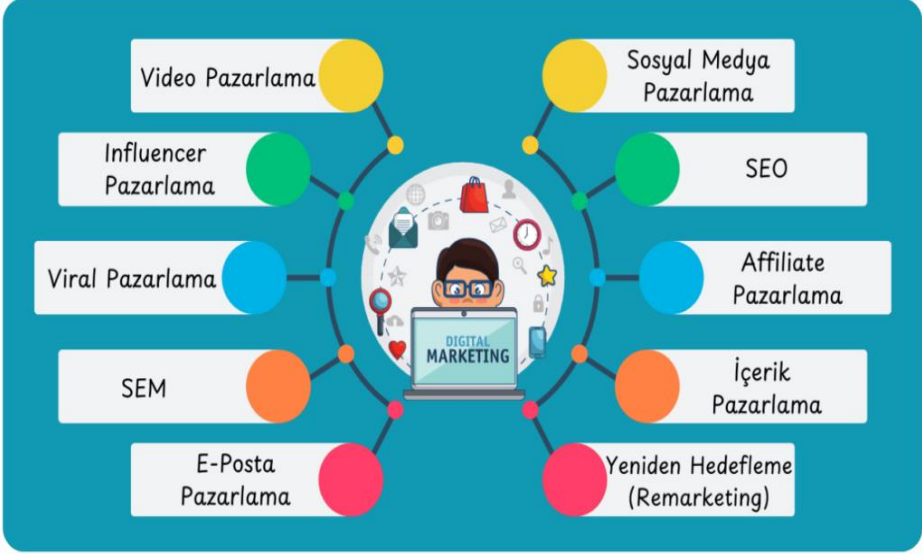 Video Pazarlama
Influencer
Pazarlama
Viral Pazarlama
SEM
E-Posta
Pazarlama
DIGITAL
MARKETING
Sosyal Medya
Pazarlama
SEO
Affiliate
Pazarlama
İçerik
Pazarlama
Yeniden Hedefleme
(Remarketing)